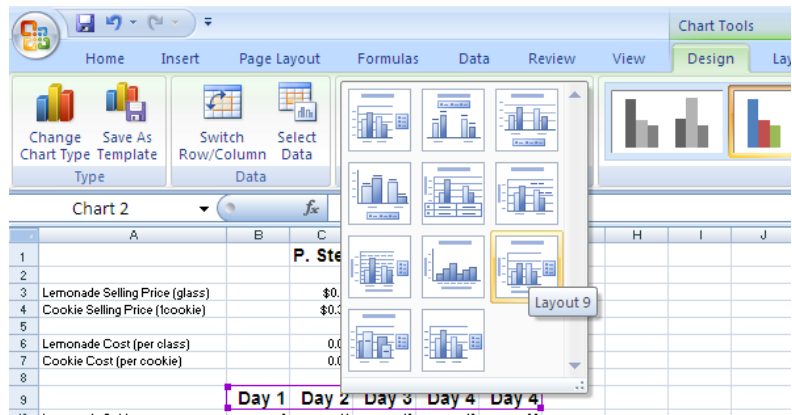 Chart Tools
Home Insert Page Layout Formulas Data Review View Design
Change Chart Type
Save As Template
Switch Row/Column
Select Data
Type
Data
Chart 2
fx
A B C H I J
1 P. Ste
2
3 Lemonade Selling Price (glass) $0.
4 Cookie Selling Price (1cookie)
5
6 Lemonade Cost (per class) 0.0
7 Cookie Cost (per cookie) 0.0
8
9 Day 1 Day 2 Day 3 Day 4 Day 4
Layout 9